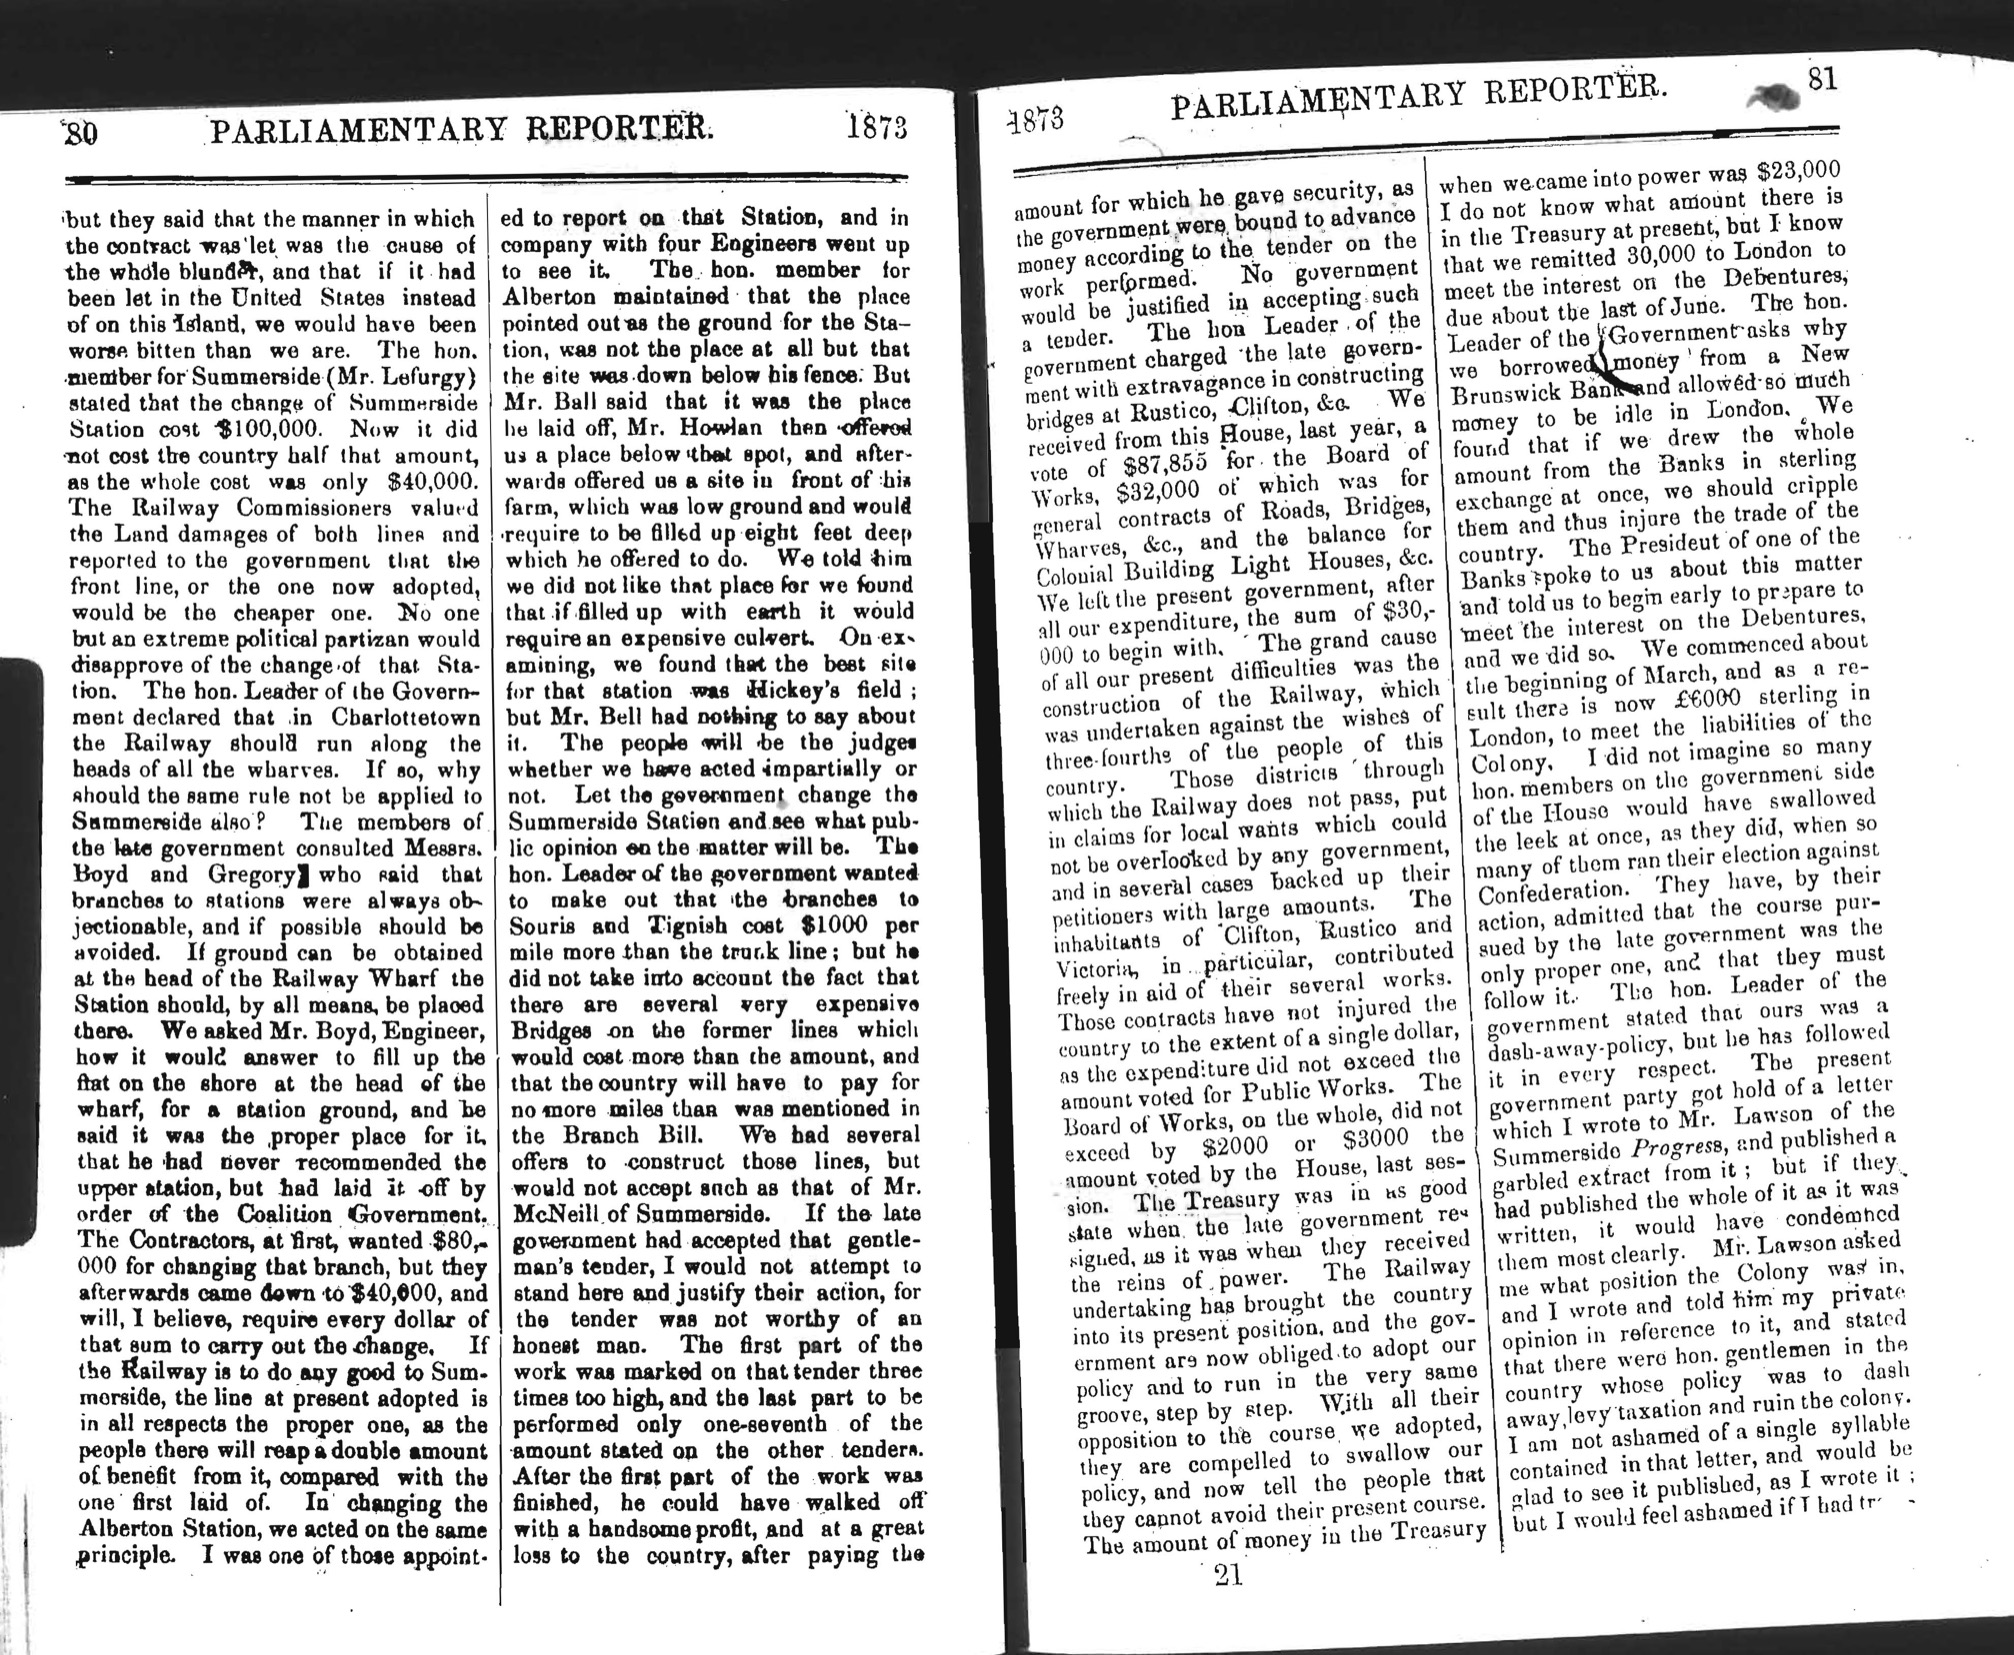 80 PARLIAMENTARY REPORTER. 1873
but they said that the manner in which
the contract was let was the cause of
the whole blunder, and that if it had
been let in the United States instead
of on this Island, we would have been
worse bitten than we are. The hon.
member for Summerside (Mr. Lefurgy)
stated that the change of Summerside
Station cost $100,000. Now it did
not cost the country half that amount,
as the whole cost was only $40,000.
The Railway Commissioners valued
the Land damages of both lines and
reported to the government that the
front line, or the one now adopted,
would be the cheaper one. No one
but an extreme political partizan would
disapprove of the change of that Sta-
tion. The hon. Leader of the Govern-
ment declared that in Charlottetown
the Railway should run along the
heads of all the wharves. If so, why
should the same rule not be applied to
Summerside also? The members of
the late government consulted Messrs.
Boyd and Gregory who said that
branches to stations were always ob-
jectionable, and if possible should be
avoided. If ground can be obtained
at the head of the Railway Wharf the
Station should, by all means, be placed
there. We asked Mr. Boyd, Engineer,
how it would answer to fill up the
flat on the shore at the head of the
wharf, for a station ground, and he
said it was the proper place for it,
that he had never recommended the
upper station, but had laid it off by
order of the Coalition Government.
The Contractors, at first, wanted $80,-
000 for changing that branch, but they
afterwards came down to $40,000, and
will, I believe, require every dollar of
that sum to carry out the change. If
the Railway is to do any good to Sum-
merside, the line at present adopted is
in all respects the proper one, as the
people there will reap a double amount
of benefit from it, compared with the
one first laid of. In changing the
Alberton Station, we acted on the same
principle. I was one of those appoint-
ed to report on that Station, and in
company with four Engineers went up
to see it. The hon. member for
Alberton maintained that the place
pointed out as the ground for the Sta-
tion, was not the place at all but that
the site was down below his fence. But
Mr. Ball said that it was the place
he laid off, Mr. Howlan then offered
us a place below that spot, and after-
wards offered us a site in front of his
farm, which was low ground and would
require to be filled up eight feet deep
which he offered to do. We told him
we did not like that place for we found
that if filled up with earth it would
require an expensive culvert. On ex-
amining, we found that the best site
for that station was Hickey's field ;
but Mr. Bell had nothing to say about
it. The people will be the judges
whether we have acted impartially or
not. Let the government change the
Summerside Station and see what pub-
lic opinion on the matter will be. The
hon. Leader of the government wanted
to make out that the branches to
Souris and Tignish cost $1000 per
mile more than the trunk line; but he
did not take into account the fact that
there are several very expensive
Bridges on the former lines which
would cost more than the amount, and
that the country will have to pay for
no more miles than was mentioned in
the Branch Bill. We had several
offers to construct those lines, but
would not accept such as that of Mr.
McNeill of Summerside. If the late
government had accepted that gentle-
man's tender, I would not attempt to
stand here and justify their action, for
the tender was not worthy of an
honest man. The first part of the
work was marked on that tender three
times too high, and the last part to be
performed only one-seventh of the
amount stated on the other tenders.
After the first part of the work was
finished, he could have walked off
with a handsome profit, and at a great
loss to the country, after paying the
1873 PARLIAMENTARY REPORTER. 81
amount for which he gave security, as
the government were bound to advance
money according to the tender on the
work performed. No government
would be justified in accepting such
a tender. The hon Leader of the
government charged the late govern-
ment with extravagance in constructing
bridges at Rustico, Clifton, &c. We
received from this House, last year, a
vote of $87,855 for the Board of
Works, $32,000 of which was for
general contracts of Roads, Bridges,
Wharves, &c., and the balance for
Colonial Building Light Houses, &c.
We left the present government, after
all our expenditure, the sum of $30,-
000 to begin with. The grand cause
of all our present difficulties was the
construction of the Railway, which
was undertaken against the wishes of
three-fourths of the people of this
country. Those districts through
which the Railway does not pass, put
in claims for local wants which could
not be overlooked by any government,
and in several cases backed up their
petitioners with large amounts. The
inhabitants of Clifton, Rustico and
Victoria, in particular, contributed
freely in aid of their several works.
Those contracts have not injured the
country to the extent of a single dollar,
as the expenditure did not exceed the
amount voted for Public Works. The
Board of Works, on the whole, did not
exceed by $2000 or $3000 the
amount voted by the House, last ses-
sion. The Treasury was in as good
state when the late government re-
signed, as it was when they received
the reins of power. The Railway
undertaking has brought the country
into its present position, and the gov-
ernment are now obliged to adopt our
policy and to run in the very same
groove, step by step. With all their
opposition to the course we adopted,
they are compelled to swallow our
policy, and now tell the people that
they cannot avoid their present course.
The amount of money in the Treasury
when we came into power was $23,000
I do not know what amount there is
in the Treasury at present, but I know
that we remitted 30,000 to London to
meet the interest on the Debentures,
due about the last of June. The hon.
Leader of the Government asks why
we borrowed money from a New
Brunswick Bank and allowed so much
money to be idle in London. We
found that if we drew the whole
amount from the Banks in sterling
exchange at once, we should cripple
them and thus injure the trade of the
country. The President of one of the
Banks spoke to us about this matter
and told us to begin early to prepare to
meet the interest on the Debentures,
and we did so. We commenced about
the beginning of March, and as a re-
sult there is now £6000 sterling in
London, to meet the liabilities of the
Colony. I did not imagine so many
hon. members on the government side
of the House would have swallowed
the leek at once, as they did, when so
many of them ran their election against
Confederation. They have, by their
action, admitted that the course pur-
sued by the late government was the
only proper one, and that they must
follow it. The hon. Leader of the
government stated that ours was a
dash-away-policy, but he has followed
it in every respect. The present
government party got hold of a letter
which I wrote to Mr. Lawson of the
Summerside Progress, and published a
garbled extract from it ; but if they
had published the whole of it as it was
written, it would have condemned
them most clearly. Mr. Lawson asked
me what position the Colony was in,
and I wrote and told him my private
opinion in reference to it, and stated
that there were hon. gentlemen in the
country whose policy was to dash
away, levy taxation and ruin the colony.
I am not ashamed of a single syllable
contained in that letter, and would be
glad to see it published, as I wrote it ;
but I would feel ashamed if I had
21